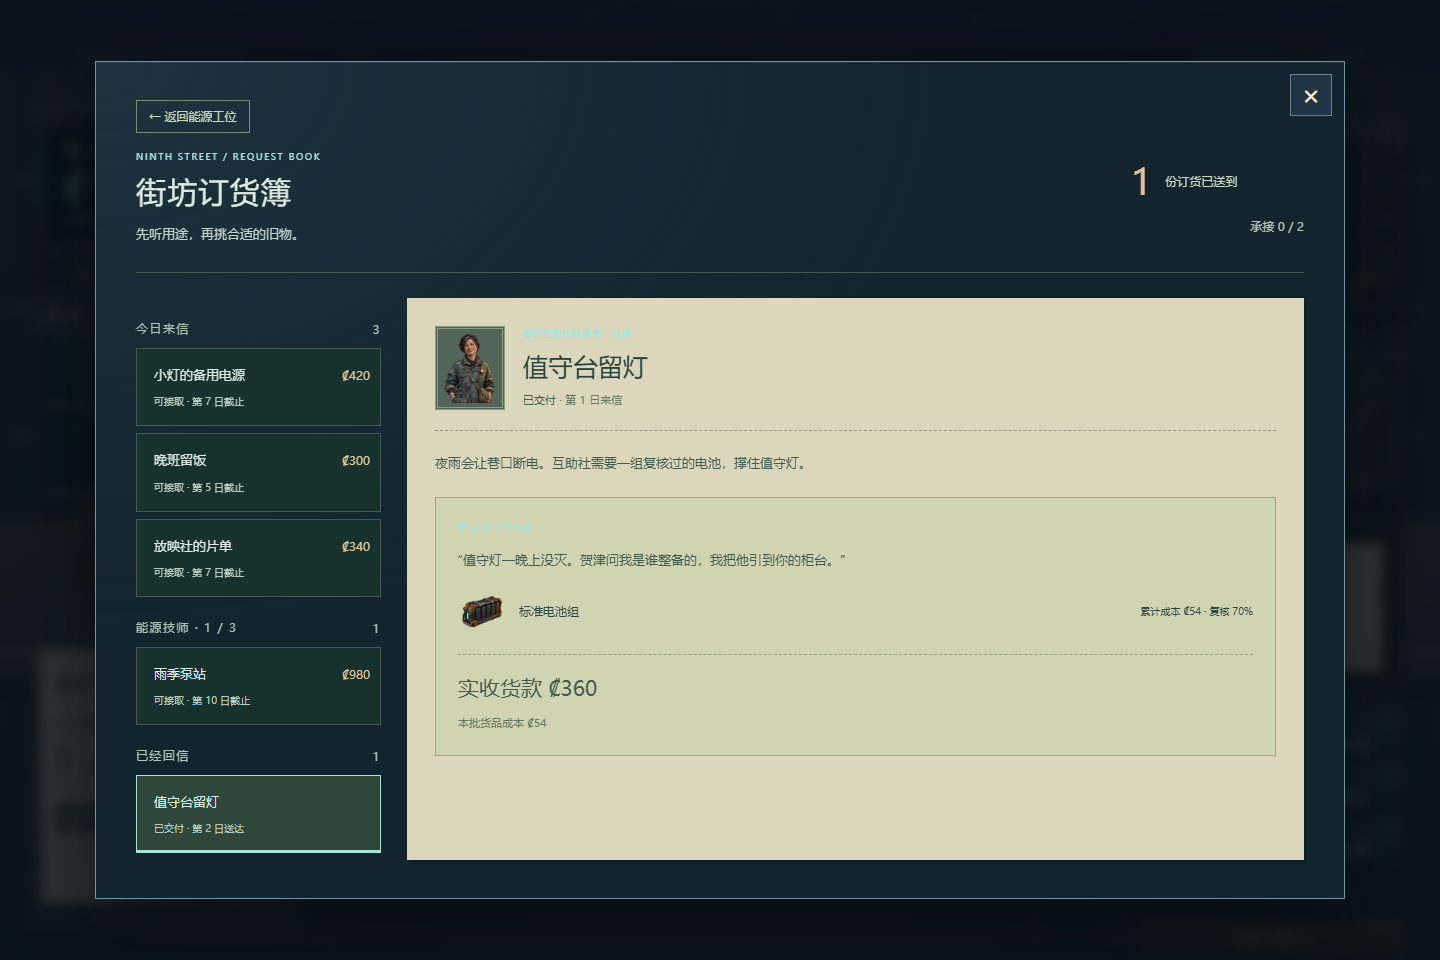 ← 返回能源工位
NINTH STREET / REQUEST BOOK
街坊订货簿
先听用途，再挑合适的旧物。
1 份订货已送到
承接 0 / 2
今日来信 3
小灯的备用电源 ₡420
可接取 · 第 7 日截止
晚班留饭 ₡300
可接取 · 第 5 日截止
放映社的片单 ₡340
可接取 · 第 7 日截止
能源技师 · 1 / 3 1
雨季泵站 ₡980
可接取 · 第 10 日截止
已经回信 1
值守台留灯
已交付 · 第 2 日送达
值守台留灯
已交付 · 第 1 日来信
夜雨会让巷口断电。互助社需要一组复核过的电池，撑住值守灯。
“值守灯一晚上没灭。贺津问我是谁整备的，我把他引到你的柜台。”
标准电池组
累计成本 ₡54 · 复核 70%
实收货款 ₡360
本批货品成本 ₡54